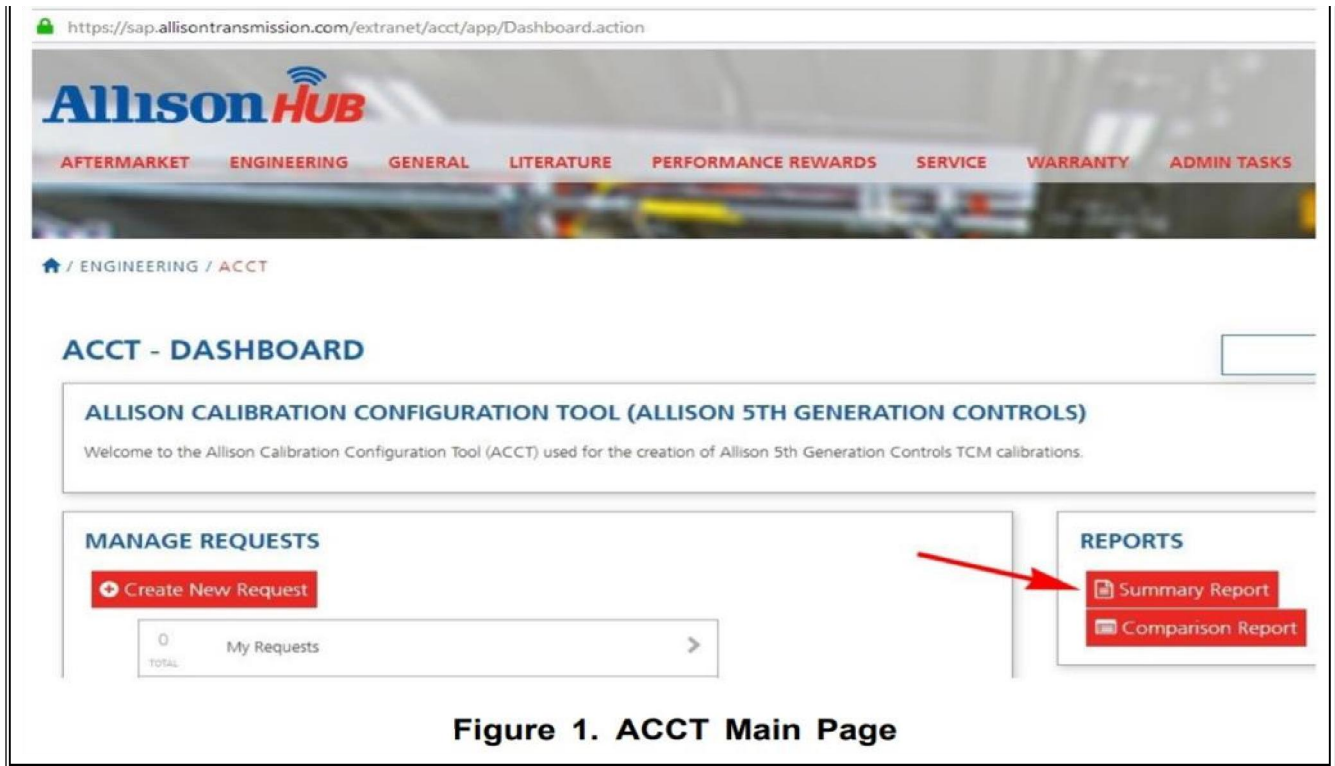 https://sap.allisontransmission.com/extranet/acct/app/Dashboard.action
Allison HUB
AFTERMARKET ENGINEERING GENERAL LITERATURE PERFORMANCE REWARDS SERVICE WARRANTY ADMIN TASKS
/ ENGINEERING / ACCT
ACCT - DASHBOARD
ALLISON CALIBRATION CONFIGURATION TOOL (ALLISON 5TH GENERATION CONTROLS)
Welcome to the Allison Calibration Configuration Tool (ACCT) used for the creation of Allison 5th Generation Controls TCM calibrations.
MANAGE REQUESTS
Create New Request
0 My Requests
TOTAL
REPORTS
Summary Report
Comparison Report
Figure 1. ACCT Main Page